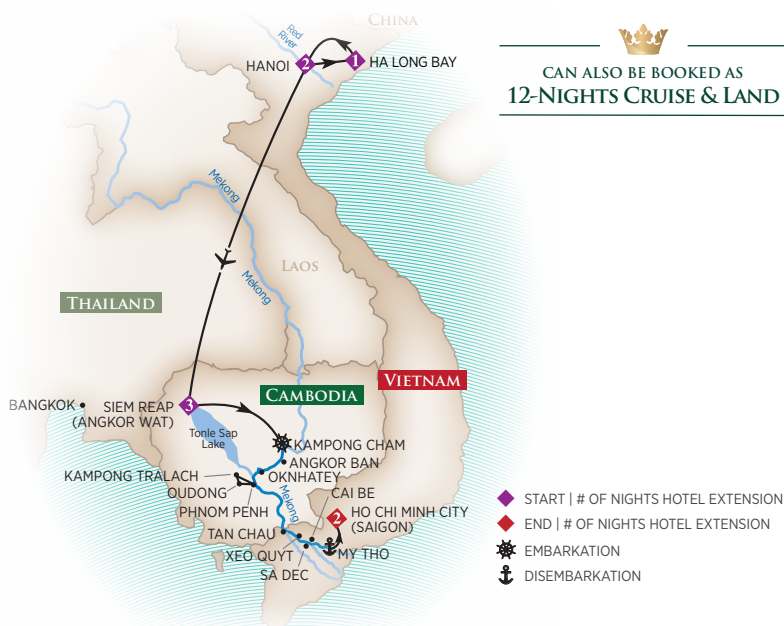 CHINA
Red
River
HANOI
2
1
HA LONG BAY
CAN ALSO BE BOOKED AS
12-NIGHTS CRUISE & LAND
Mekong
Mekong
LAOS
THAILAND
VIETNAM
CAMBODIA
BANGKOK
SIEM REAP
(ANGKOR WAT)
3
Tonle Sap
Lake
KAMPONG CHAM
ANGKOR BAN
OKNHATEY
KAMPONG TRALACH
OUDONG
PHNOM PENH
Mekong
CAI BE
2
HO CHI MINH CITY
(SAIGON)
TAN CHAU
XEO QUYT
SA DEC
MY THO
START | # OF NIGHTS HOTEL EXTENSION
END | # OF NIGHTS HOTEL EXTENSION
EMBARKATION
DISEMBARKATION